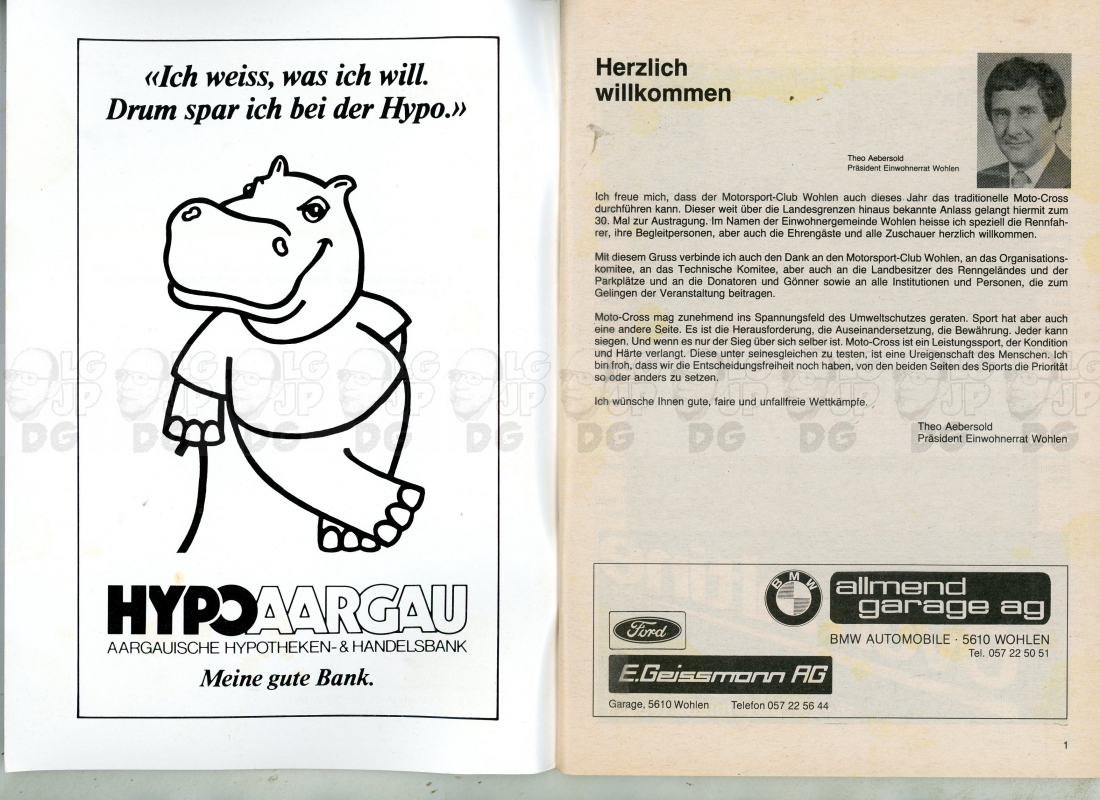 «Ich weiss, was ich will.
Drum spar ich bei der Hypo.»
HYPOAARGAU
AARGAUISCHE HYPOTHEKEN- & HANDELSBANK
Meine gute Bank.
Herzlich
willkommen
Theo Aebersold
Präsident Einwohnerrat Wohlen
Ich freue mich, dass der Motorsport-Club Wohlen auch dieses Jahr das traditionelle Moto-Cross
durchführen kann. Dieser weit über die Landesgrenzen hinaus bekannte Anlass gelangt hiermit zum
30. Mal zur Austragung. Im Namen der Einwohnergemeinde Wohlen heisse ich speziell die Rennfah-
rer, ihre Begleitpersonen, aber auch die Ehrengäste und alle Zuschauer herzlich willkommen.
Mit diesem Gruss verbinde ich auch den Dank an den Motorsport-Club Wohlen, an das Organisations-
komitee, an das Technische Komitee, aber auch an die Landbesitzer des Renngeländes und der
Parkplätze und an die Donatoren und Gönner sowie an alle Institutionen und Personen, die zum
Gelingen der Veranstaltung beitragen.
Moto-Cross mag zunehmend ins Spannungsfeld des Umweltschutzes geraten. Sport hat aber auch
eine andere Seite. Es ist die Herausforderung, die Auseinandersetzung, die Bewährung. Jeder kann
siegen. Und wenn es nur der Sieg über sich selber ist. Moto-Cross ist ein Leistungssport, der Kondition
und Härte verlangt. Diese unter seinesgleichen zu testen, ist eine Ureigenschaft des Menschen. Ich
bin froh, dass wir die Entscheidungsfreiheit noch haben, von den beiden Seiten des Sports die Priorität
so oder anders zu setzen.
Ich wünsche Ihnen gute, faire und unfallfreie Wettkämpfe.
Theo Aebersold
Präsident Einwohnerrat Wohlen
BMW
allmend
garage ag
BMW AUTOMOBILE · 5610 WOHLEN
Tel. 057 22 50 51
Ford
E.Geissmann AG
Garage, 5610 Wohlen Telefon 057 22 56 44
1
LG JP DG